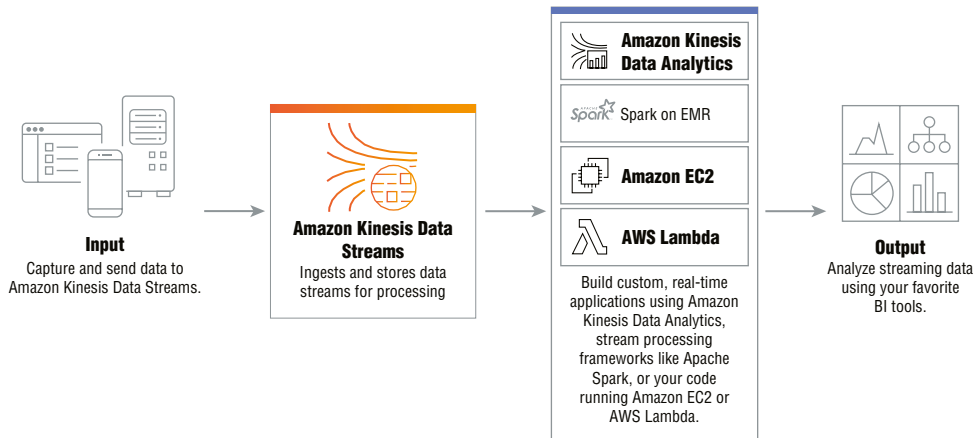 Input
Capture and send data to
Amazon Kinesis Data Streams.
Amazon Kinesis Data
Streams
Ingests and stores data
streams for processing
Amazon Kinesis
Data Analytics
APACHE
Spark
Spark on EMR
Amazon EC2
AWS Lambda
Build custom, real-time
applications using Amazon
Kinesis Data Analytics,
stream processing
frameworks like Apache
Spark, or your code
running Amazon EC2 or
AWS Lambda.
Output
Analyze streaming data
using your favorite
BI tools.